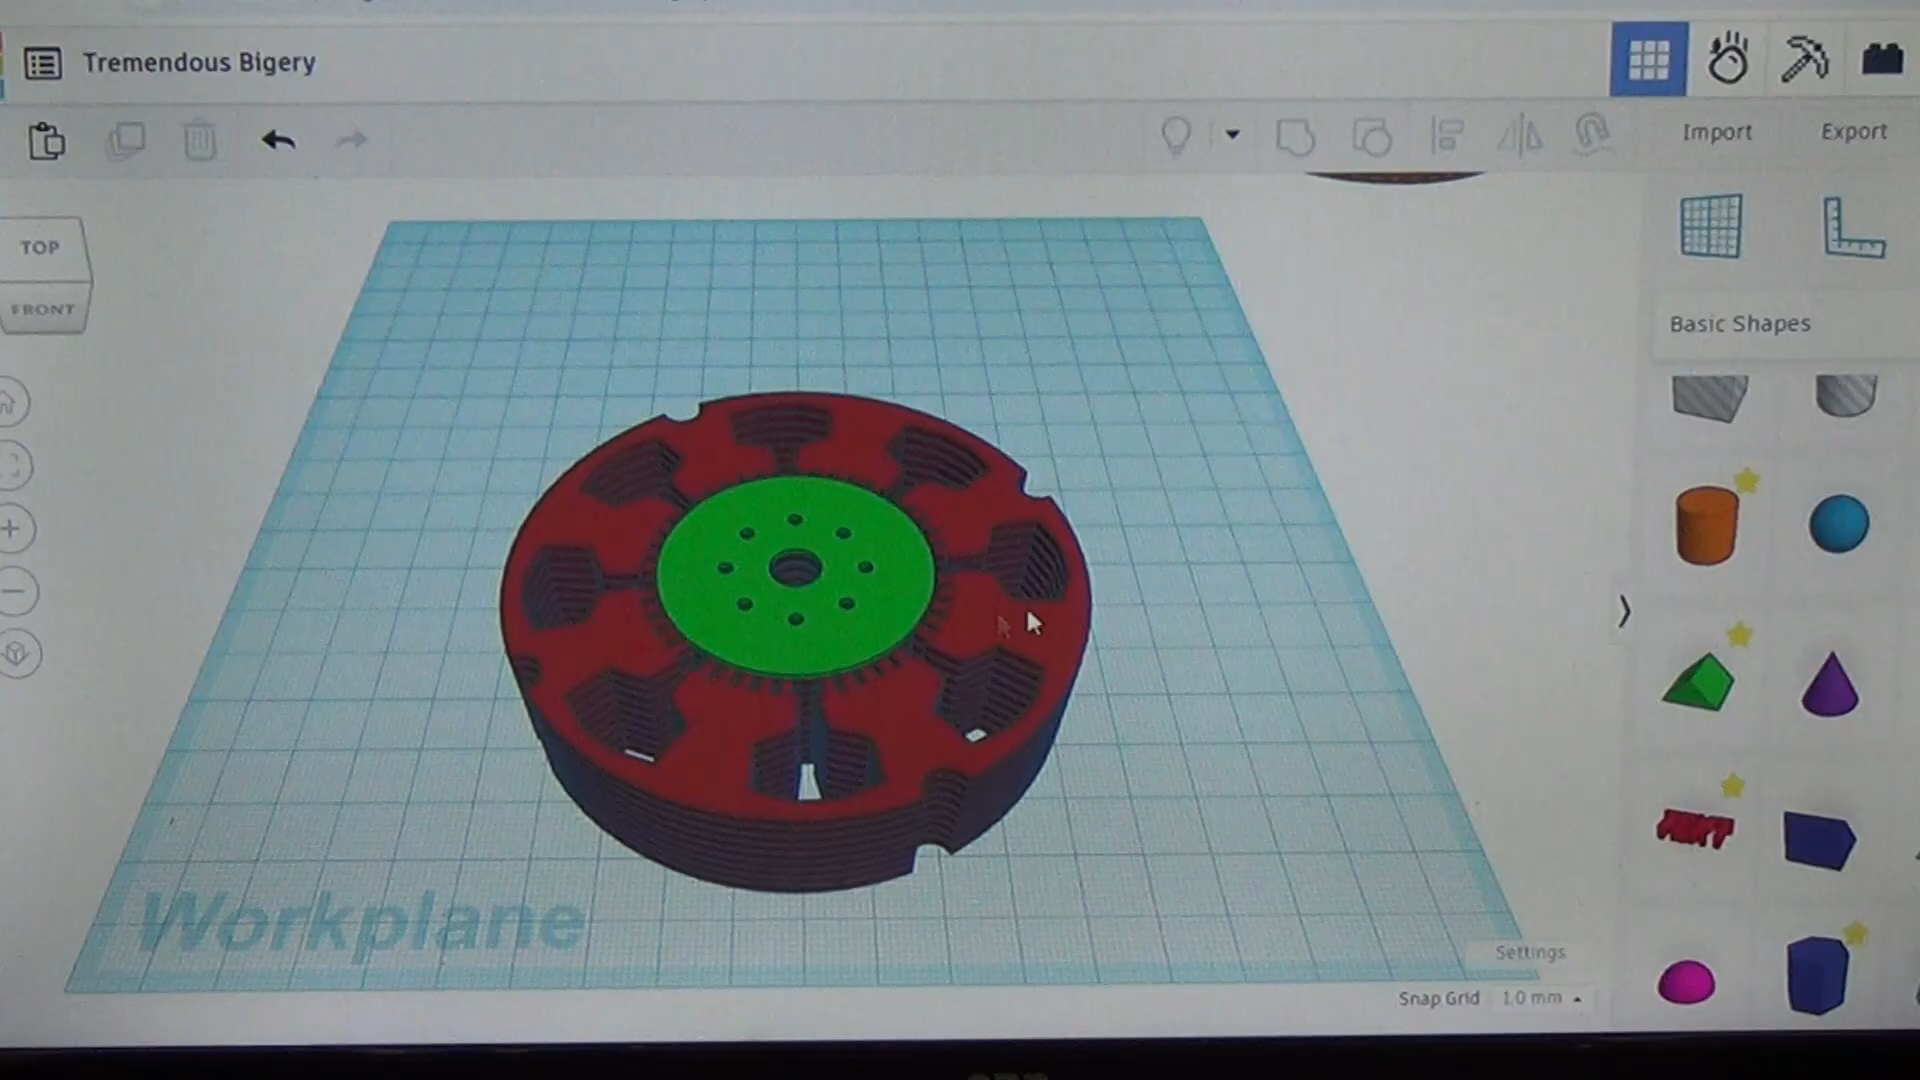 Tremendous Bigery
Import
Export
TOP
FRONT
Basic Shapes
Workplane
Settings
Snap Grid 1.0 mm